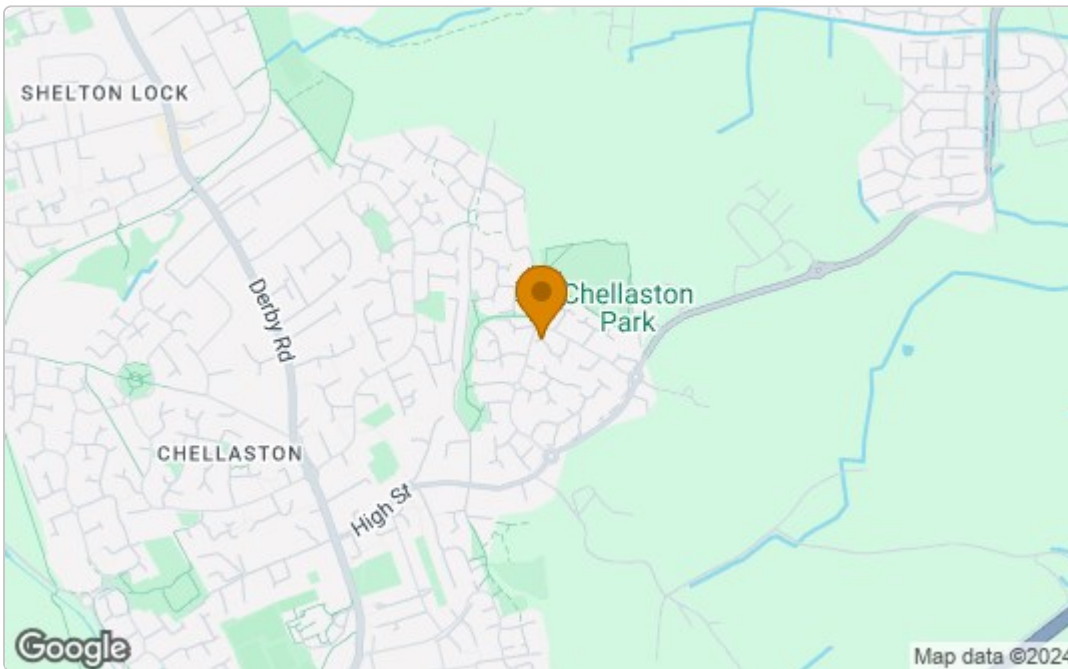 SHELTON LOCK
Derby Rd
Chellaston
Park
CHELLASTON
High St
Google
Map data ©2024